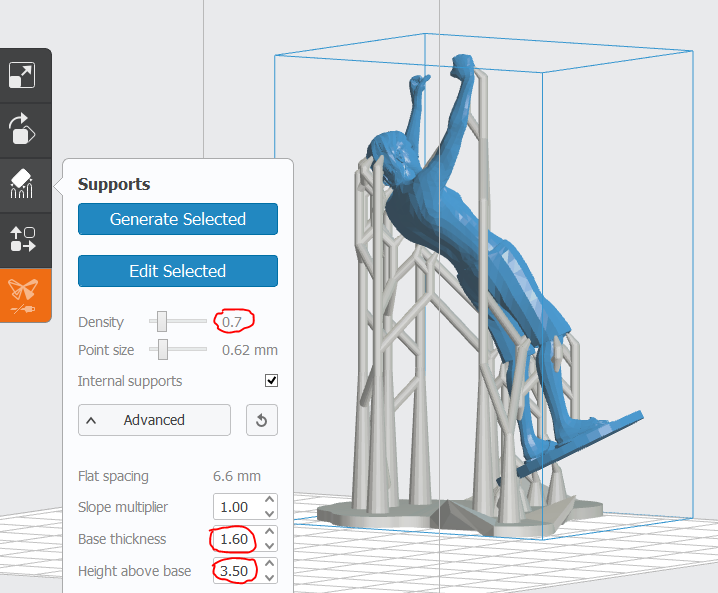 Supports
Generate Selected
Edit Selected
Density 0.7
Point size 0.62 mm
Internal supports
Advanced
Flat spacing 6.6 mm
Slope multiplier 1.00
Base thickness 1.60
Height above base 3.50